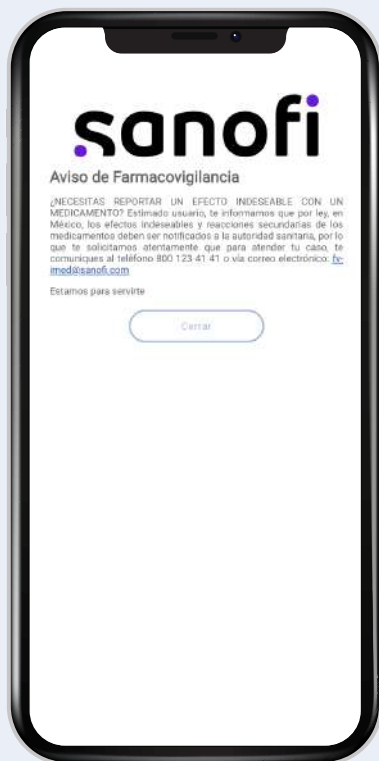 sanofi
Aviso de Farmacovigilancia
¿NECESITAS REPORTAR UN EFECTO INDESEABLE CON UN
MEDICAMENTO? Estimado usuario, te informamos que por ley, en
México, los efectos indeseables y reacciones secundarias de los
medicamentos deben ser notificados a la autoridad sanitaria, por lo
que te solicitamos atentamente que para atender tu caso, te
comuniques al teléfono 800 123 41 41 o vía correo electrónico: fv-
imed@sanofi.com
Estamos para servirte
Cerrar